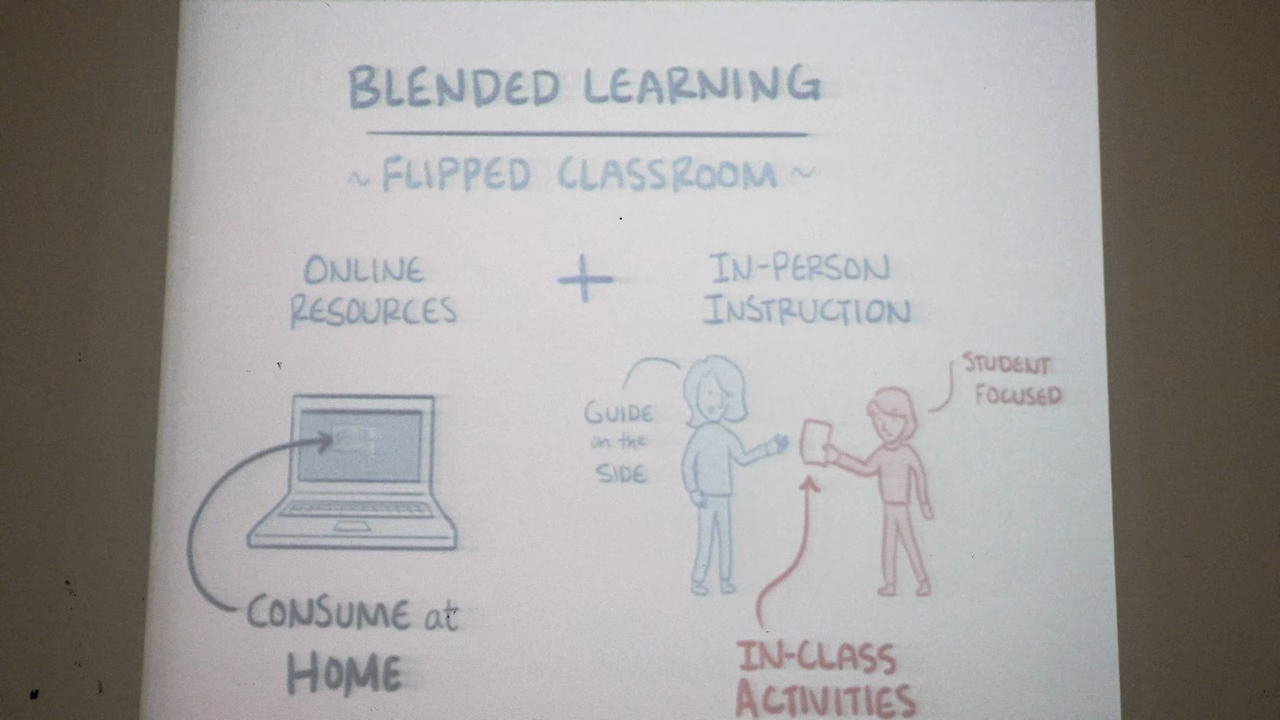 BLENDED LEARNING
~ FLIPPED CLASSROOM ~
ONLINE
RESOURCES
+
IN-PERSON
INSTRUCTION
GUIDE
on the
SIDE
STUDENT
FOCUSED
CONSUME at
HOME
IN-CLASS
ACTIVITIES